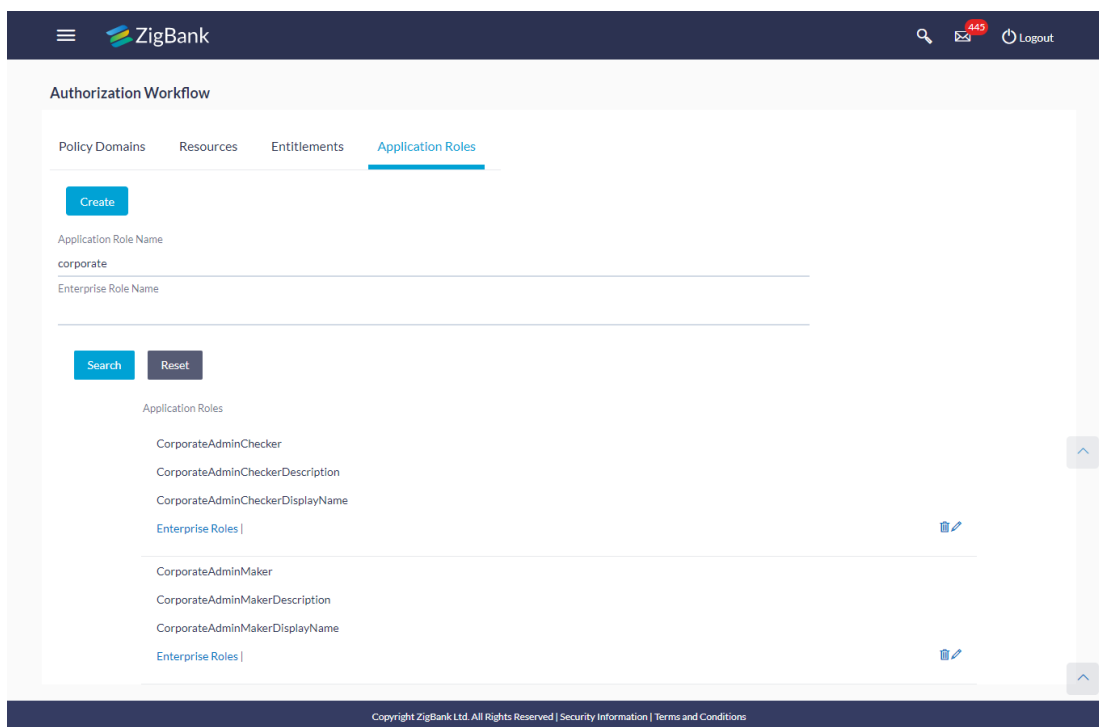 ZigBank
445
Logout
Authorization Workflow
Policy Domains Resources Entitlements Application Roles
Create
Application Role Name
corporate
Enterprise Role Name
Search Reset
Application Roles
CorporateAdminChecker
CorporateAdminCheckerDescription
CorporateAdminCheckerDisplayName
Enterprise Roles |
CorporateAdminMaker
CorporateAdminMakerDescription
CorporateAdminMakerDisplayName
Enterprise Roles |
Copyright ZigBank Ltd. All Rights Reserved | Security Information | Terms and Conditions